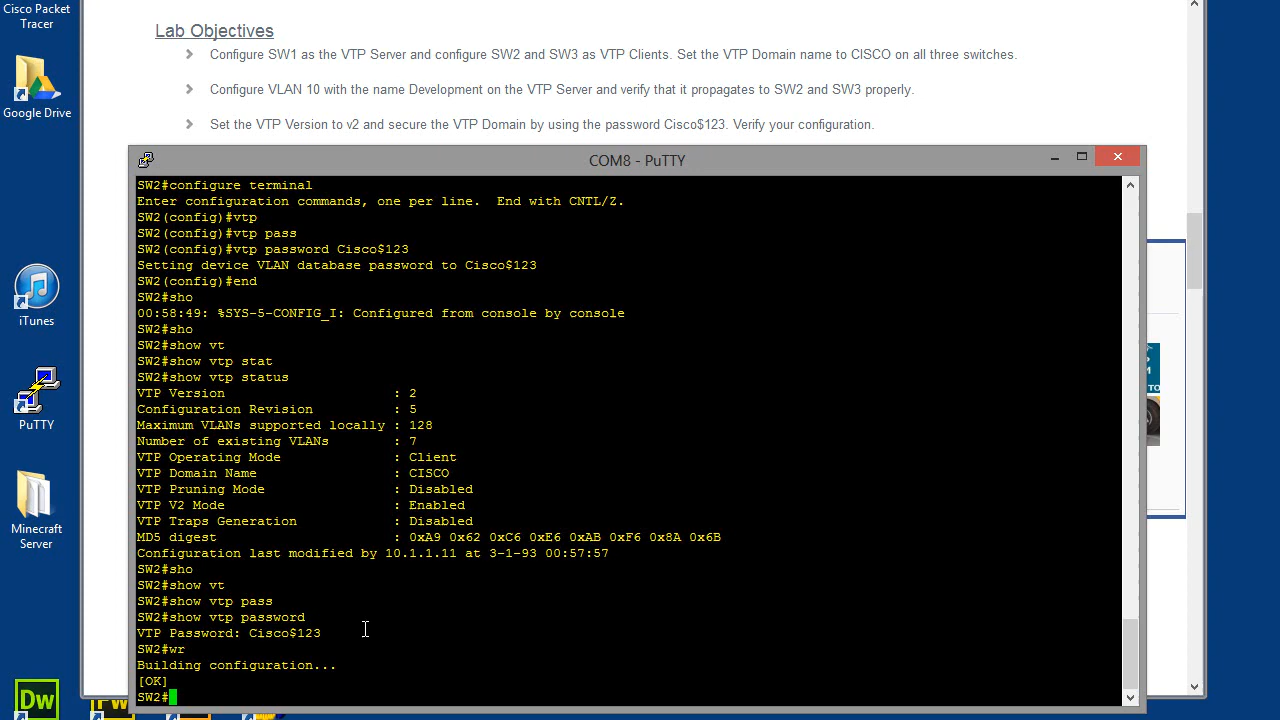 Cisco Packet
Tracer
Google Drive
iTunes
PuTTY
Minecraft
Server
Dw
Lab Objectives
Configure SW1 as the VTP Server and configure SW2 and SW3 as VTP Clients. Set the VTP Domain name to CISCO on all three switches.
Configure VLAN 10 with the name Development on the VTP Server and verify that it propagates to SW2 and SW3 properly.
Set the VTP Version to v2 and secure the VTP Domain by using the password Cisco$123. Verify your configuration.
COM8 - PuTTY
SW2#configure terminal
Enter configuration commands, one per line.  End with CNTL/Z.
SW2(config)#vtp
SW2(config)#vtp pass
SW2(config)#vtp password Cisco$123
Setting device VLAN database password to Cisco$123
SW2(config)#end
SW2#sho
00:58:49: %SYS-5-CONFIG_I: Configured from console by console
SW2#sho
SW2#show vt
SW2#show vtp stat
SW2#show vtp status
VTP Version                     : 2
Configuration Revision          : 5
Maximum VLANs supported locally : 128
Number of existing VLANs        : 7
VTP Operating Mode              : Client
VTP Domain Name                 : CISCO
VTP Pruning Mode                : Disabled
VTP V2 Mode                     : Enabled
VTP Traps Generation            : Disabled
MD5 digest                      : 0xA9 0x62 0xC6 0xE6 0xAB 0xF6 0x8A 0x6B
Configuration last modified by 10.1.1.11 at 3-1-93 00:57:57
SW2#sho
SW2#show vt
SW2#show vtp pass
SW2#show vtp password
VTP Password: Cisco$123
SW2#wr
Building configuration...
[OK]
SW2#